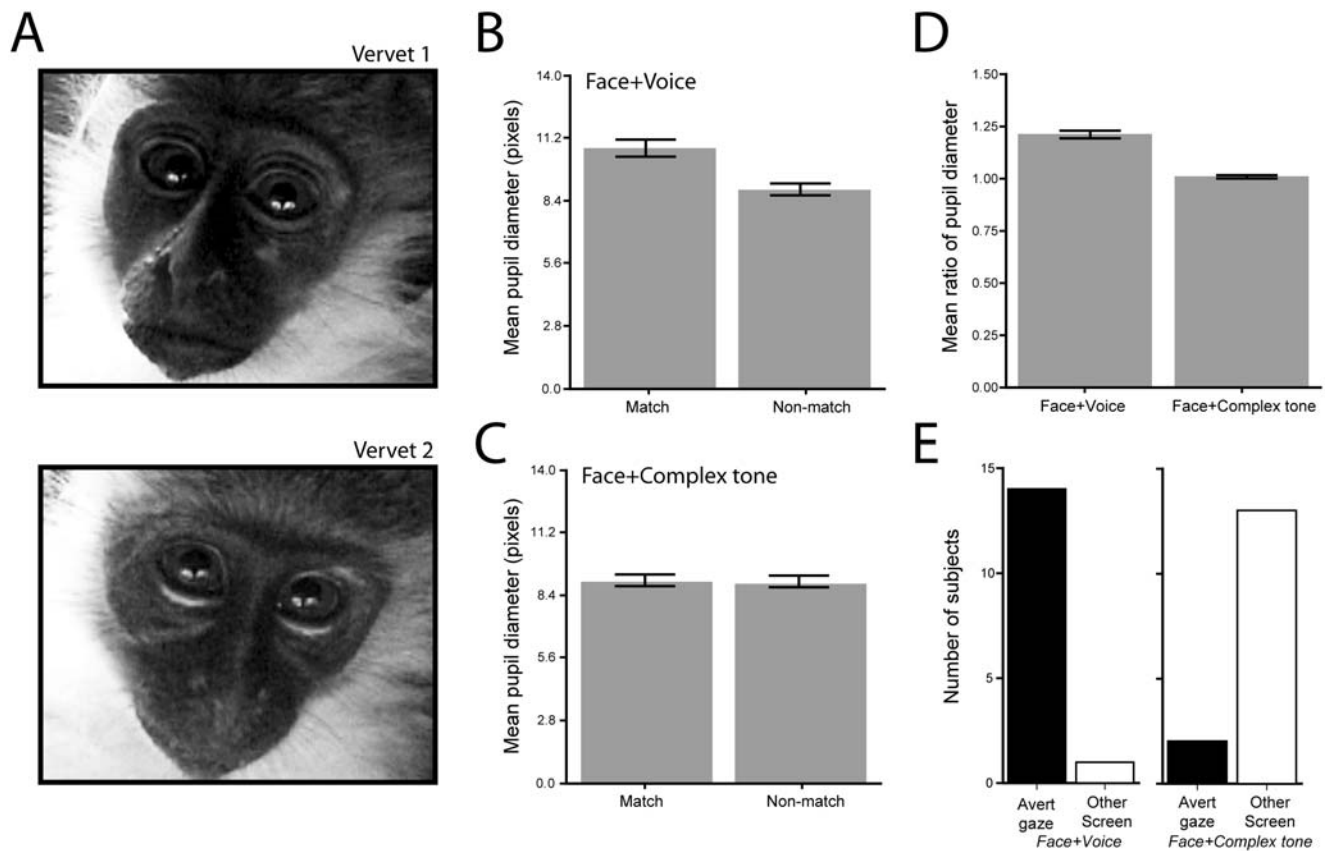 A
Vervet 1
Vervet 2
B
Face+Voice
Mean pupil diameter (pixels)
14.0
11.2
8.4
5.6
2.8
0.0
Match
Non-match
C
Face+Complex tone
Mean pupil diameter (pixels)
14.0
11.2
8.4
5.6
2.8
0.0
Match
Non-match
D
Mean ratio of pupil diameter
1.50
1.25
1.00
0.75
0.50
0.25
0.00
Face+Voice
Face+Complex tone
E
Number of subjects
15
10
5
0
Avert
gaze
Other
Screen
Face+Voice
Avert
gaze
Other
Screen
Face+Complex tone